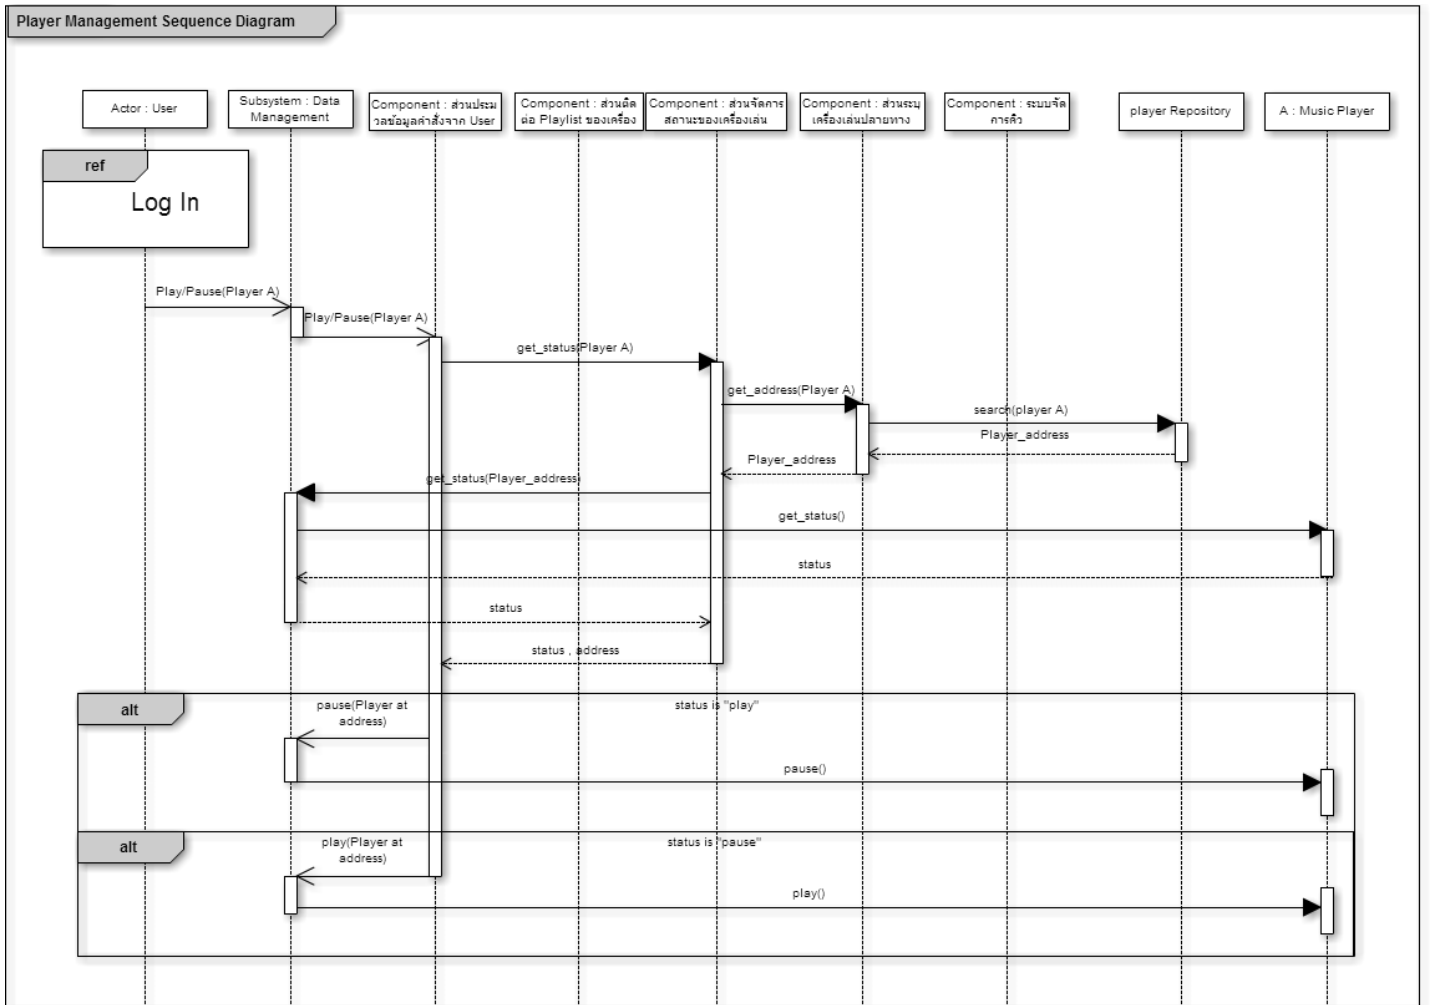 Player Management Sequence Diagram
Actor : User
Subsystem : Data
Management
Component : ส่วนประม
วลข้อมูลคำสั่งจาก User
Component : ส่วนติด
ต่อ Playlist ของเครื่อง
Component : ส่วนจัดการ
สถานะของเครื่องเล่น
Component : ส่วนระบุ
เครื่องเล่นปลายทาง
Component : ระบบจัด
การคิว
player Repository
A : Music Player
ref
Log In
Play/Pause(Player A)
Play/Pause(Player A)
get_status(Player A)
get_address(Player A)
search(player A)
Player_address
Player_address
get_status(Player_address)
get_status()
status
status
status , address
alt
status is "play"
pause(Player at
address)
pause()
alt
status is "pause"
play(Player at
address)
play()